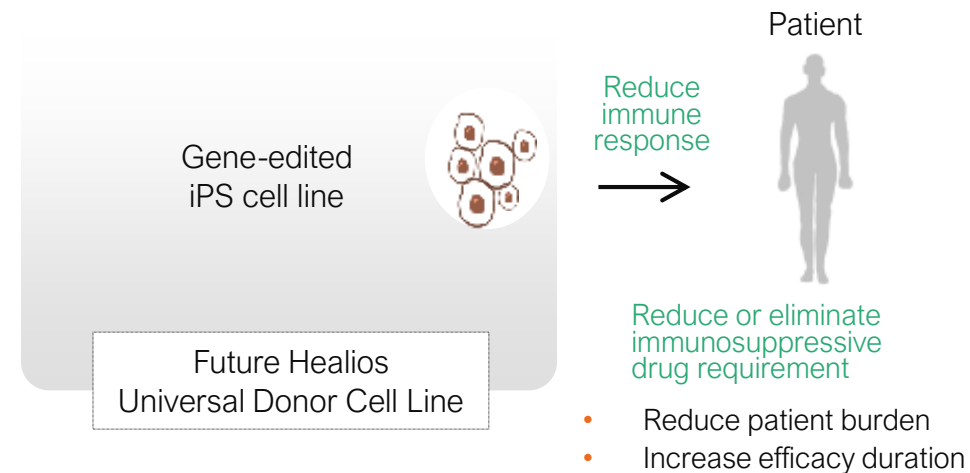 Gene-edited
iPS cell line
Future Healios
Universal Donor Cell Line
Reduce
immune
response
Patient
Reduce or eliminate
immunosuppressive
drug requirement
• Reduce patient burden
• Increase efficacy duration